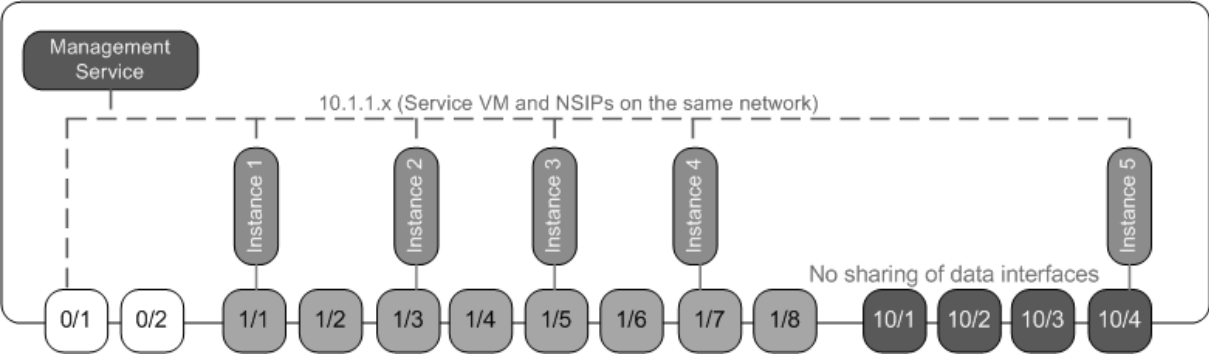 Management
Service
10.1.1.x (Service VM and NSIPs on the same network)
Instance 1
Instance 2
Instance 3
Instance 4
Instance 5
No sharing of data interfaces
0/1
0/2
1/1
1/2
1/3
1/4
1/5
1/6
1/7
1/8
10/1
10/2
10/3
10/4